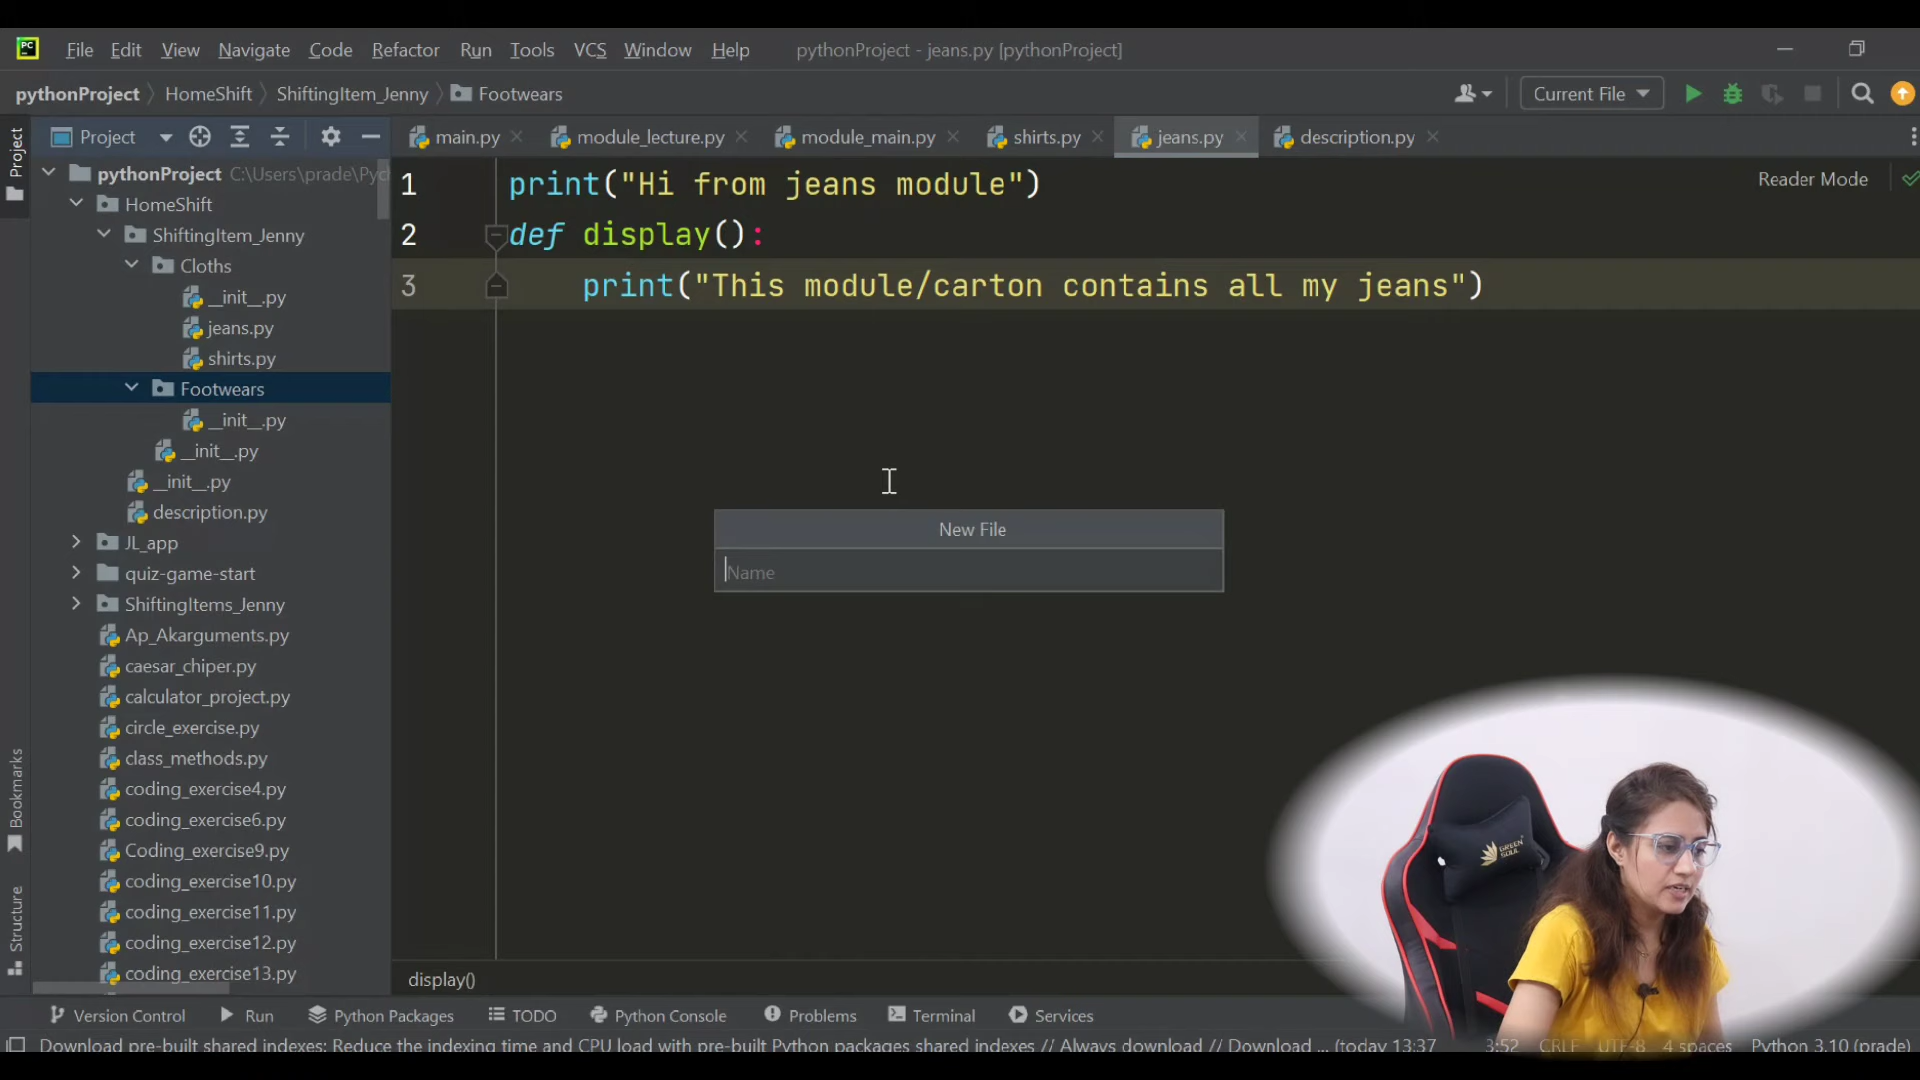 PC File Edit View Navigate Code Refactor Run Tools VCS Window Help pythonProject - jeans.py [pythonProject]
pythonProject HomeShift ShiftingItem_Jenny Footwears Current File
Project main.py module_lecture.py module_main.py shirts.py jeans.py description.py
Project
pythonProject C:\Users\prade\Pyc
HomeShift
ShiftingItem_Jenny
Cloths
__init__.py
jeans.py
shirts.py
Footwears
__init__.py
__init__.py
__init__.py
description.py
JL_app
quiz-game-start
ShiftingItems_Jenny
Ap_Akarguments.py
caesar_chiper.py
calculator_project.py
circle_exercise.py
class_methods.py
coding_exercise4.py
coding_exercise6.py
Coding_exercise9.py
coding_exercise10.py
coding_exercise11.py
coding_exercise12.py
coding_exercise13.py
Bookmarks
Structure
Reader Mode
1 print("Hi from jeans module")
2 def display():
3 print("This module/carton contains all my jeans")
New File
Name
GREEN
SOUL
display()
Version Control Run Python Packages TODO Python Console Problems Terminal Services
Download pre-built shared indexes: Reduce the indexing time and CPU load with pre-built Python packages shared indexes // Always download // Download ... (today 13:37 3:52 CRLF UTF-8 4 spaces Python 3.10 (prade)